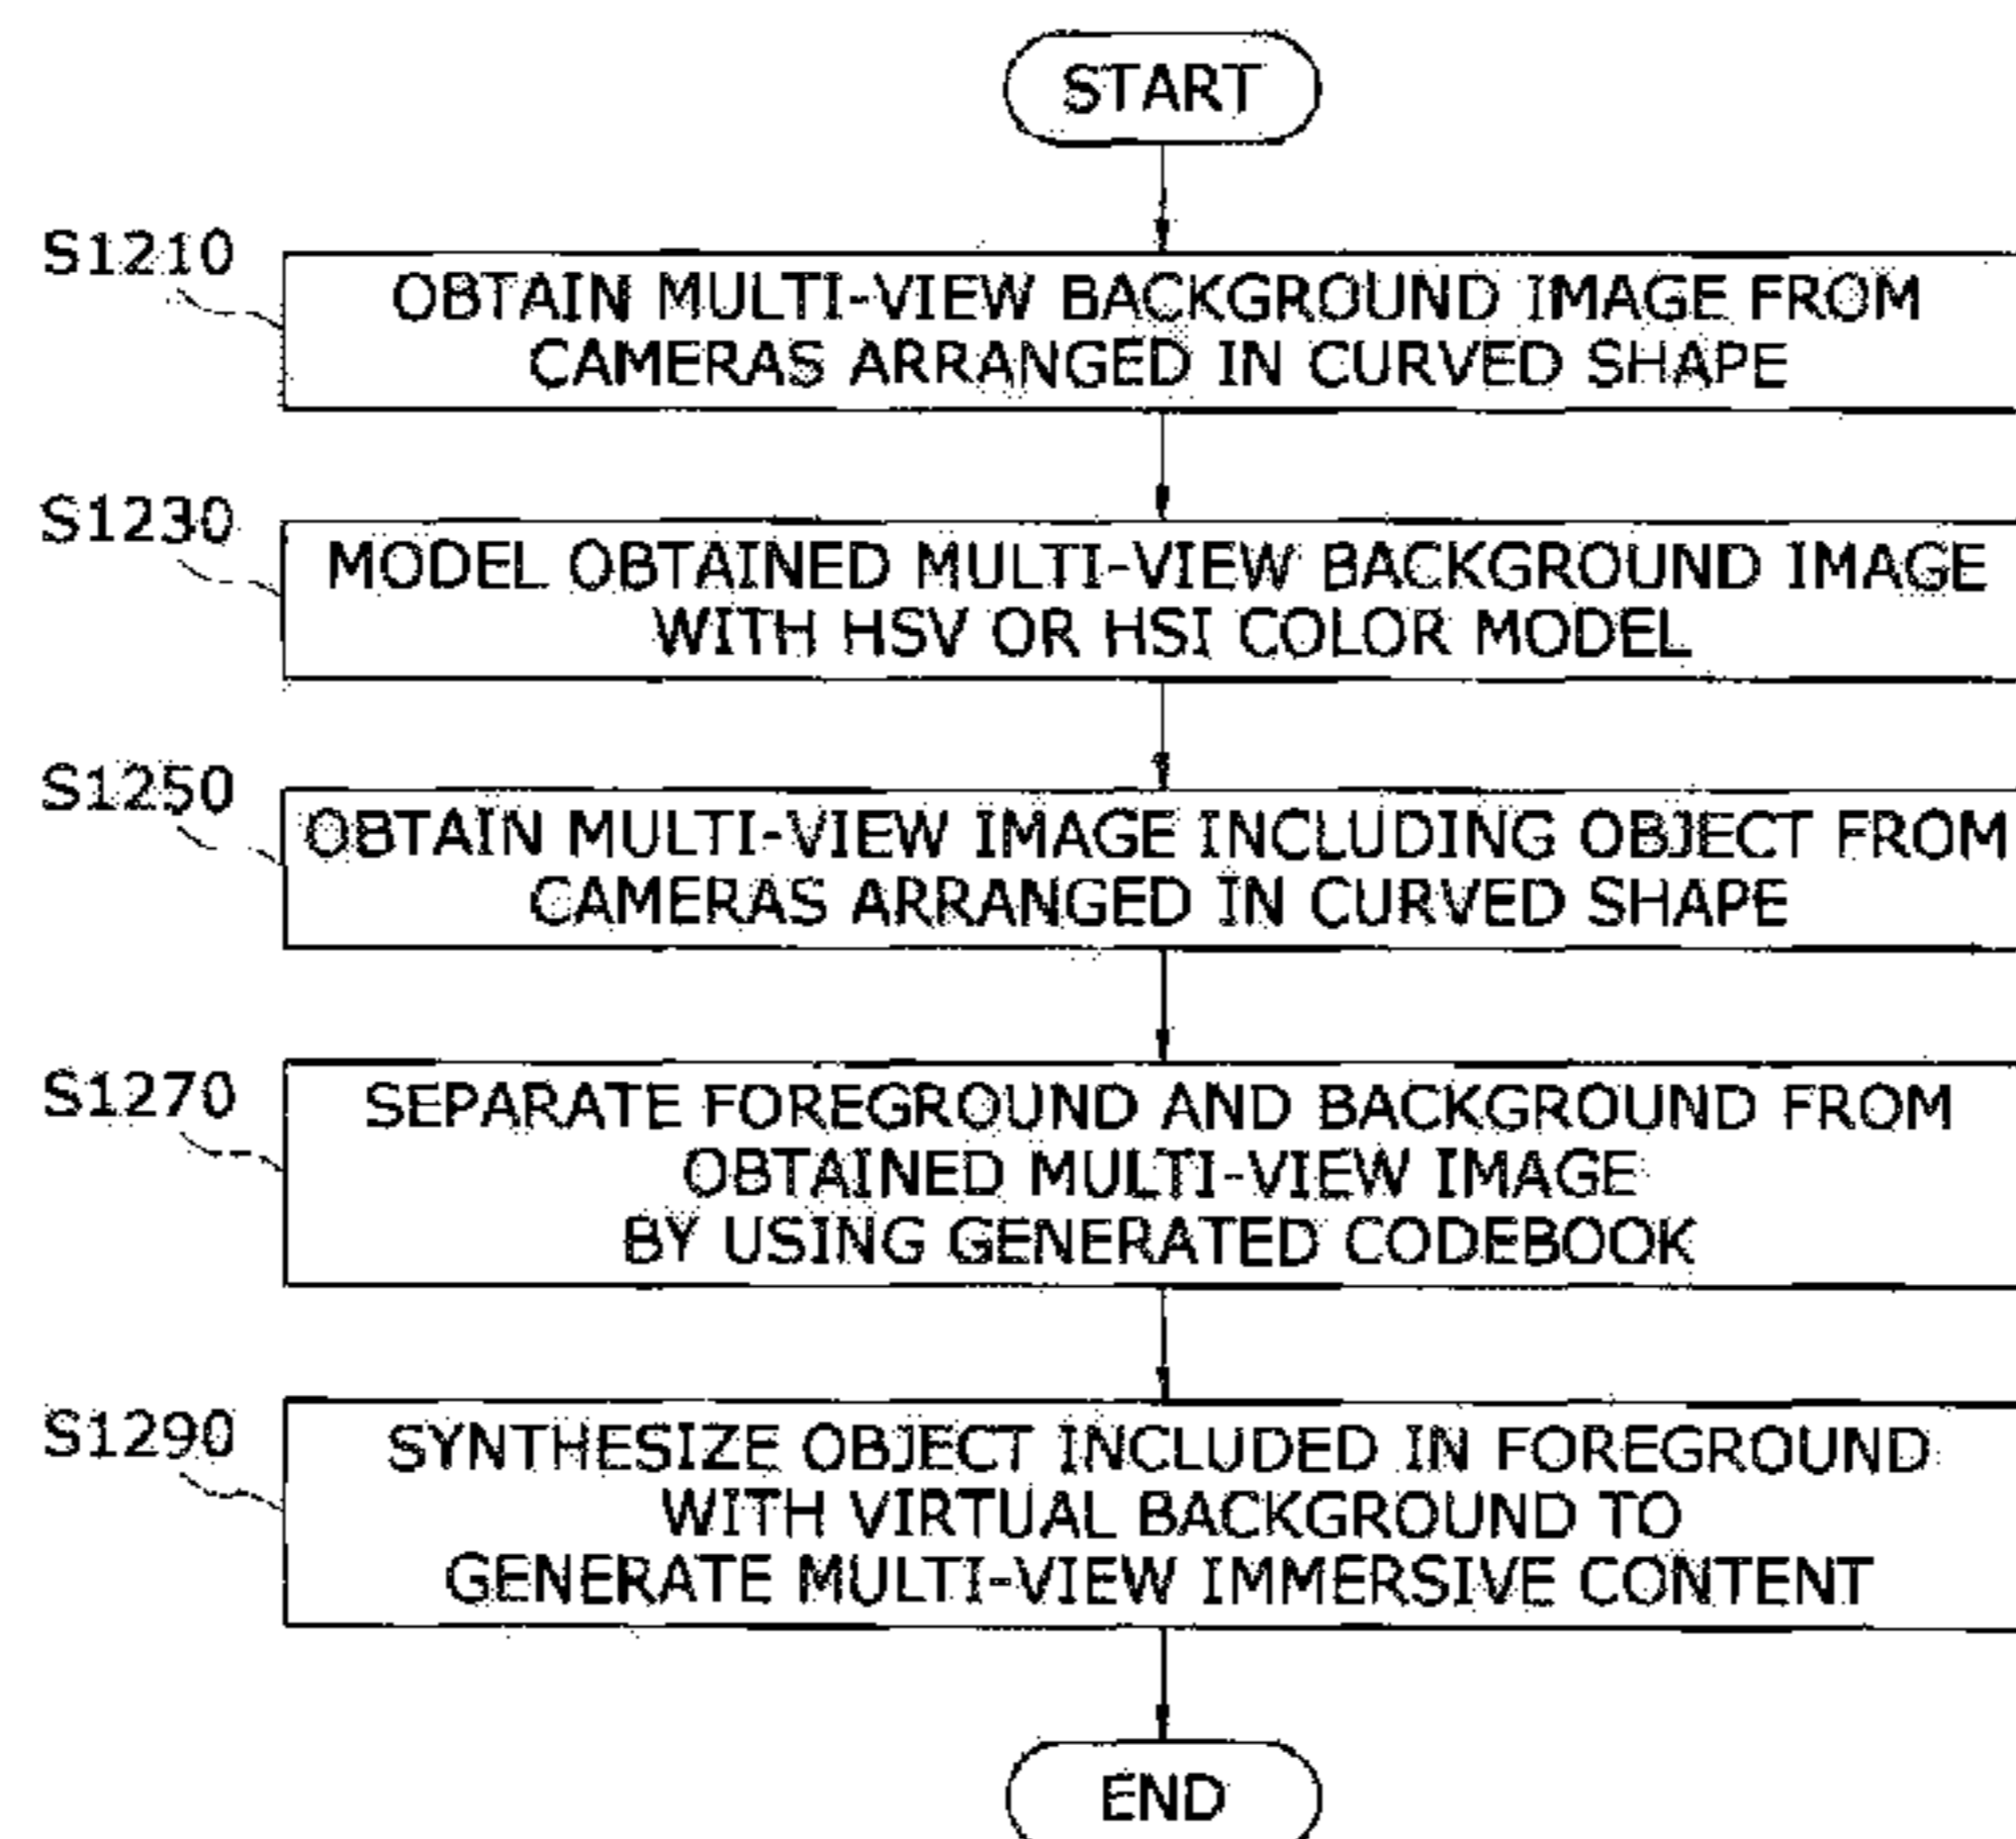 START
S1210
OBTAIN MULTI-VIEW BACKGROUND IMAGE FROM
CAMERAS ARRANGED IN CURVED SHAPE
S1230
MODEL OBTAINED MULTI-VIEW BACKGROUND IMAGE
WITH HSV OR HSI COLOR MODEL
S1250
OBTAIN MULTI-VIEW IMAGE INCLUDING OBJECT FROM
CAMERAS ARRANGED IN CURVED SHAPE
S1270
SEPARATE FOREGROUND AND BACKGROUND FROM
OBTAINED MULTI-VIEW IMAGE
BY USING GENERATED CODEBOOK
S1290
SYNTHESIZE OBJECT INCLUDED IN FOREGROUND
WITH VIRTUAL BACKGROUND TO
GENERATE MULTI-VIEW IMMERSIVE CONTENT
END